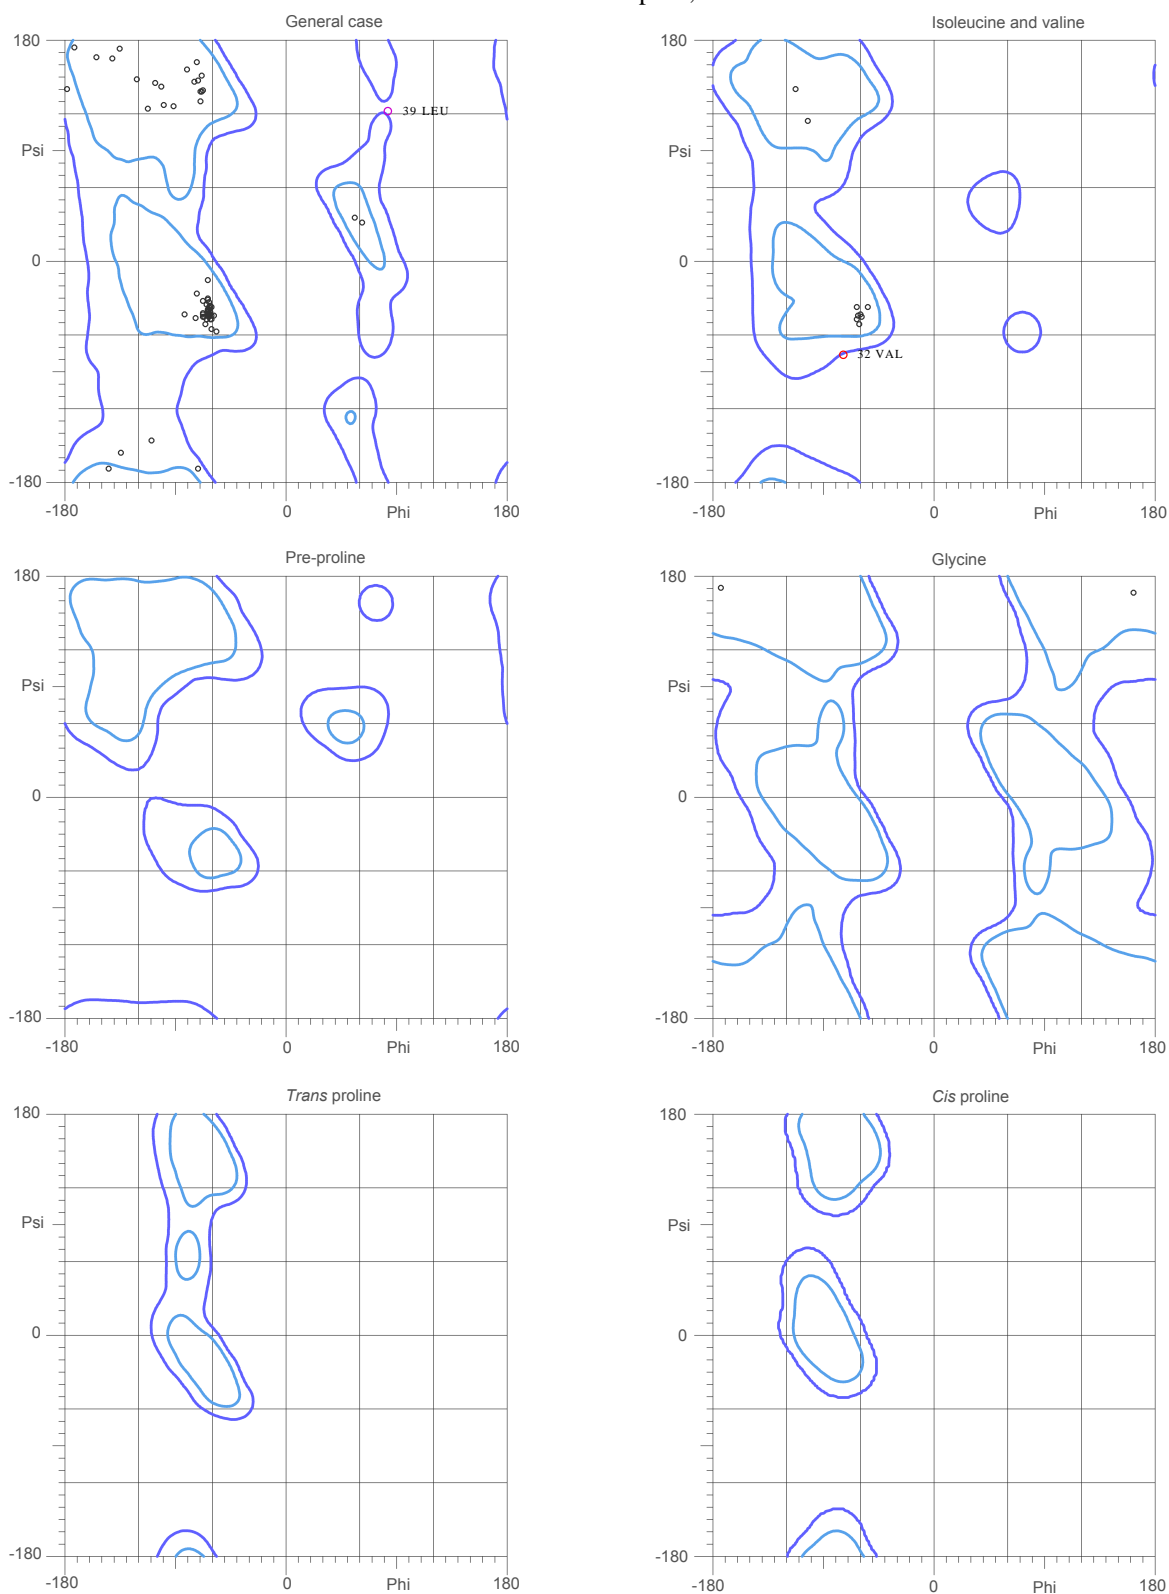 General case
Isoleucine and valine
180
180
39 LEU
Psi
Psi
0
0
32 VAL
-180
-180
-180
0
Phi
180
-180
0
Phi
180
Pre-proline
Glycine
180
180
Psi
Psi
0
0
-180
-180
-180
0
Phi
180
-180
0
Phi
180
Trans proline
Cis proline
180
180
Psi
Psi
0
0
-180
-180
-180
0
Phi
180
-180
0
Phi
180